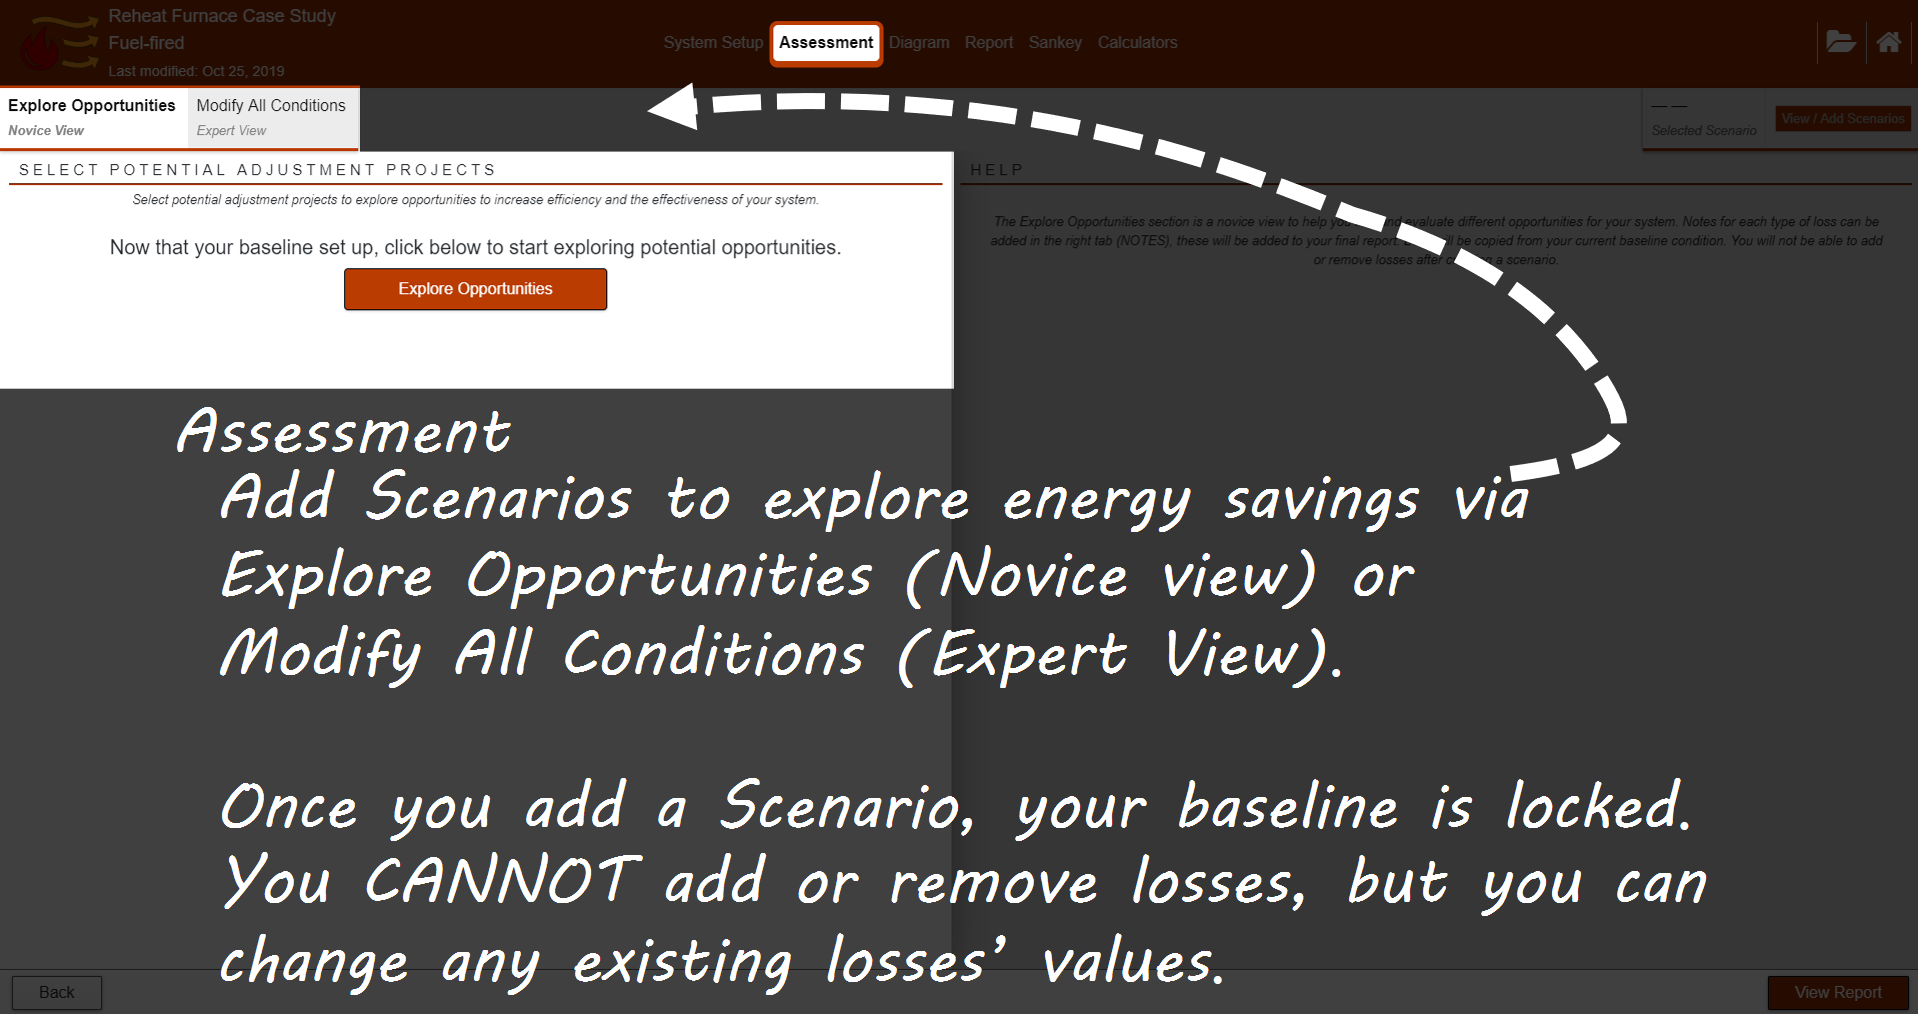 Reheat Furnace Case Study
Fuel-fired
Last modified: Oct 25, 2019
System Setup Assessment Diagram Report Sankey Calculators
Explore Opportunities
Novice View
Modify All Conditions
Expert View
— —
Selected Scenario
View / Add Scenarios
SELECT POTENTIAL ADJUSTMENT PROJECTS
Select potential adjustment projects to explore opportunities to increase efficiency and the effectiveness of your system.
Now that your baseline set up, click below to start exploring potential opportunities.
Explore Opportunities
HELP
The Explore Opportunities section is a novice view to help you and evaluate different opportunities for your system. Notes for each type of loss can be
added in the right tab (NOTES), these will be added to your final report. be copied from your current baseline condition. You will not be able to add
or remove losses after a scenario.
Assessment
Add Scenarios to explore energy savings via
Explore Opportunities (Novice view) or
Modify All Conditions (Expert View).
Once you add a Scenario, your baseline is locked.
You CANNOT add or remove losses, but you can
change any existing losses’ values.
Back
View Report